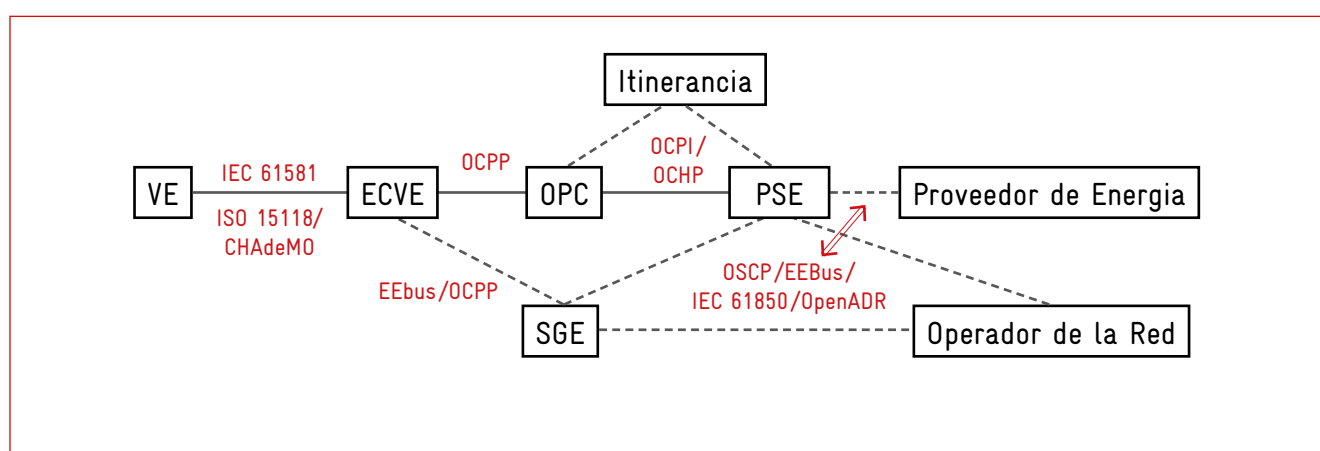 Itinerancia
IEC 61581
OCPP
OCPI/
OCHP
VE
ECVE
OPC
PSE
Proveedor de Energia
ISO 15118/
CHAdeMO
EEbus/OCPP
OSCP/EEBus/
IEC 61850/OpenADR
SGE
Operador de la Red